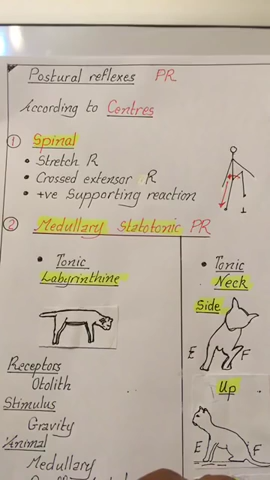 Postural reflexes PR
According to Centres
① Spinal
• Stretch R
• Crossed extensor R
• +ve Supporting reaction
② Medullary Statotonic PR
• Tonic
Labyrinthine
Receptors
Otolith
Stimulus
Gravity
Animal
Medullary
• Tonic
Neck
Side
E F
Up
E F